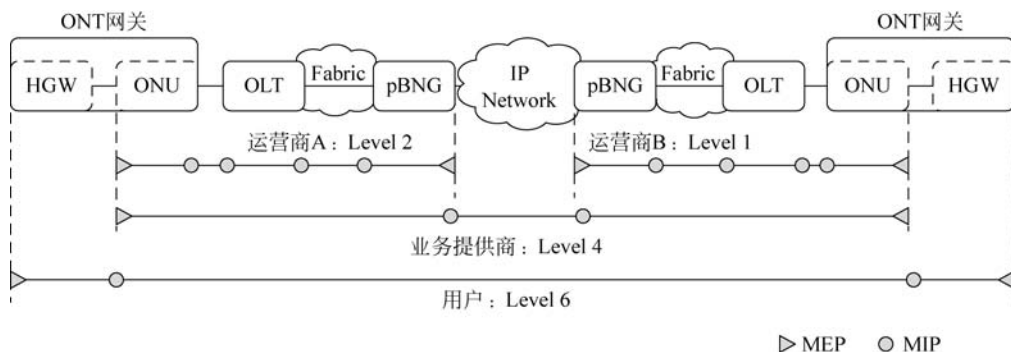 ONT网关 ONT网关
HGW ONU OLT Fabric pBNG IP Network pBNG Fabric OLT ONU HGW
运营商A：Level 2 运营商B：Level 1
业务提供商：Level 4
用户：Level 6
MEP MIP